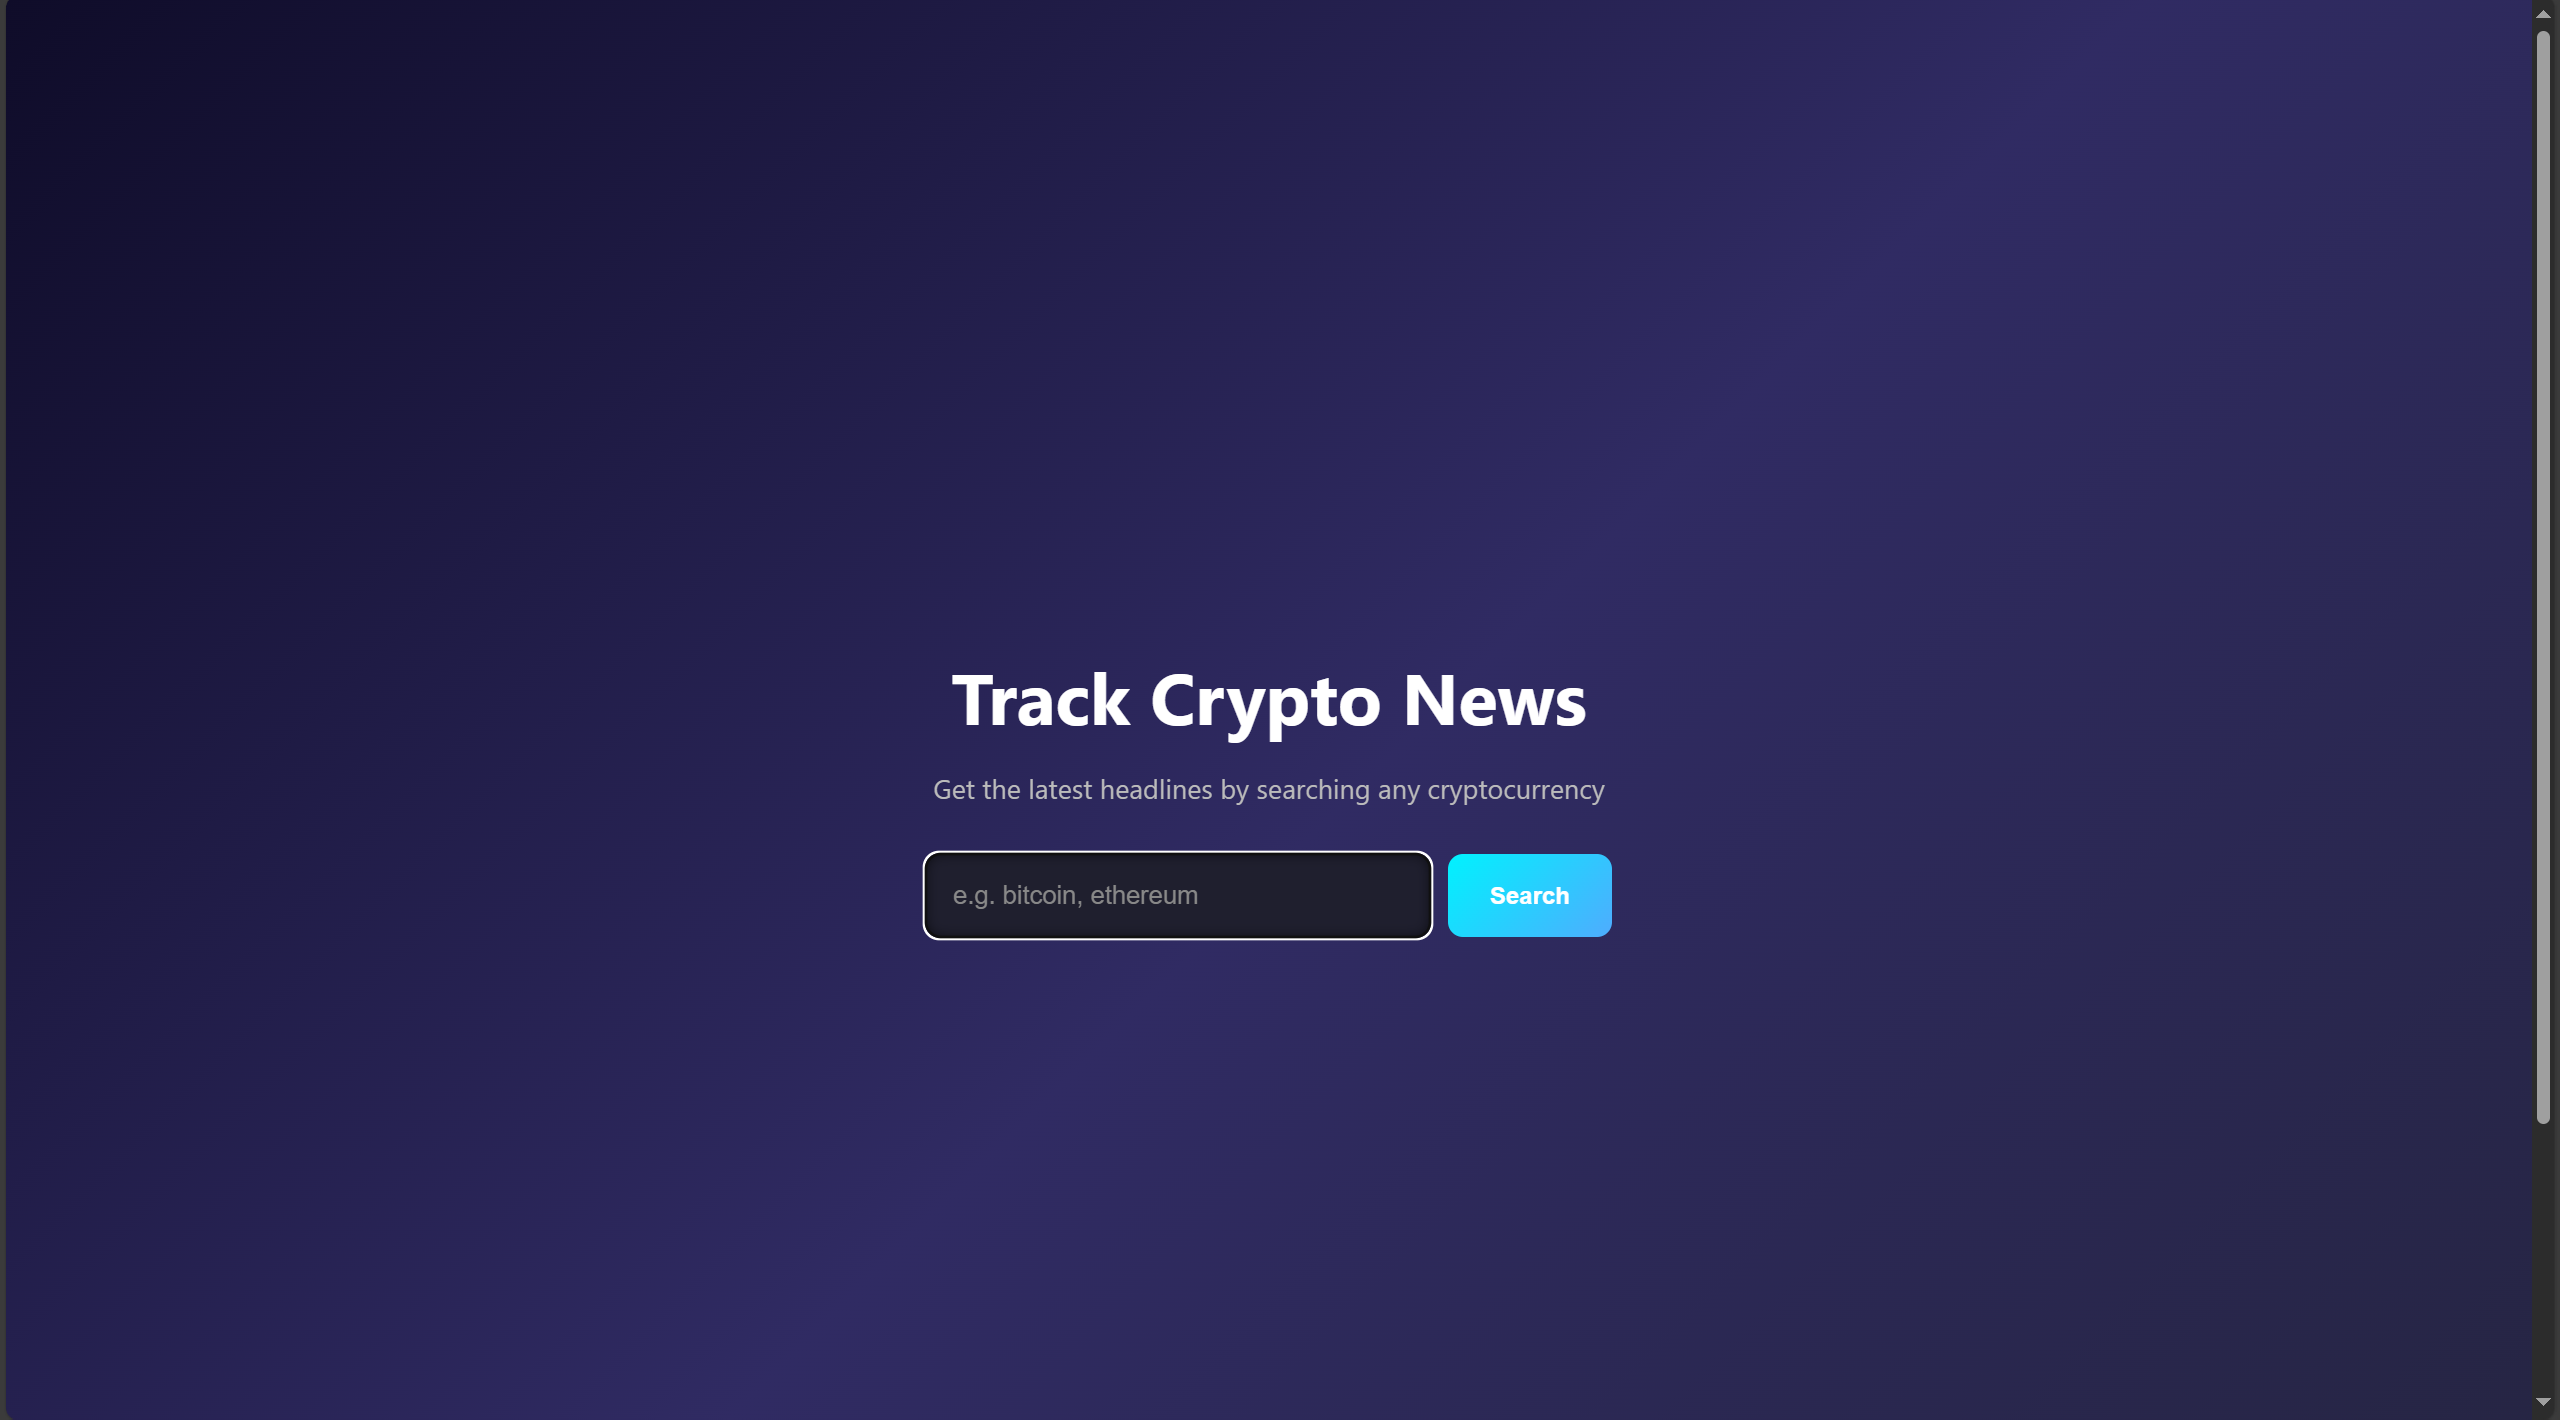 Track Crypto News
Get the latest headlines by searching any cryptocurrency
e.g. bitcoin, ethereum
Search